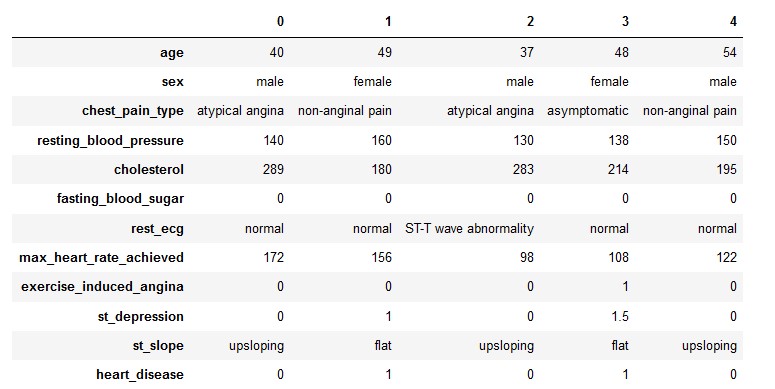 0 1 2 3 4
age 40 49 37 48 54
sex male female male female male
chest_pain_type atypical angina non-anginal pain atypical angina asymptomatic non-anginal pain
resting_blood_pressure 140 160 130 138 150
cholesterol 289 180 283 214 195
fasting_blood_sugar 0 0 0 0 0
rest_ecg normal normal ST-T wave abnormality normal normal
max_heart_rate_achieved 172 156 98 108 122
exercise_induced_angina 0 0 0 1 0
st_depression 0 1 0 1.5 0
st_slope upsloping flat upsloping flat upsloping
heart_disease 0 1 0 1 0